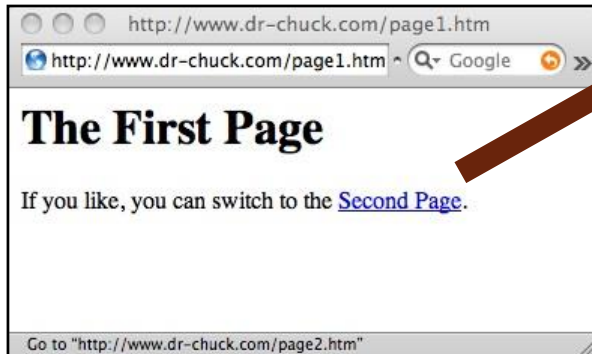 http://www.dr-chuck.com/page1.htm
http://www.dr-chuck.com/page1.htm Google
The First Page
If you like, you can switch to the Second Page.
Go to "http://www.dr-chuck.com/page2.htm"